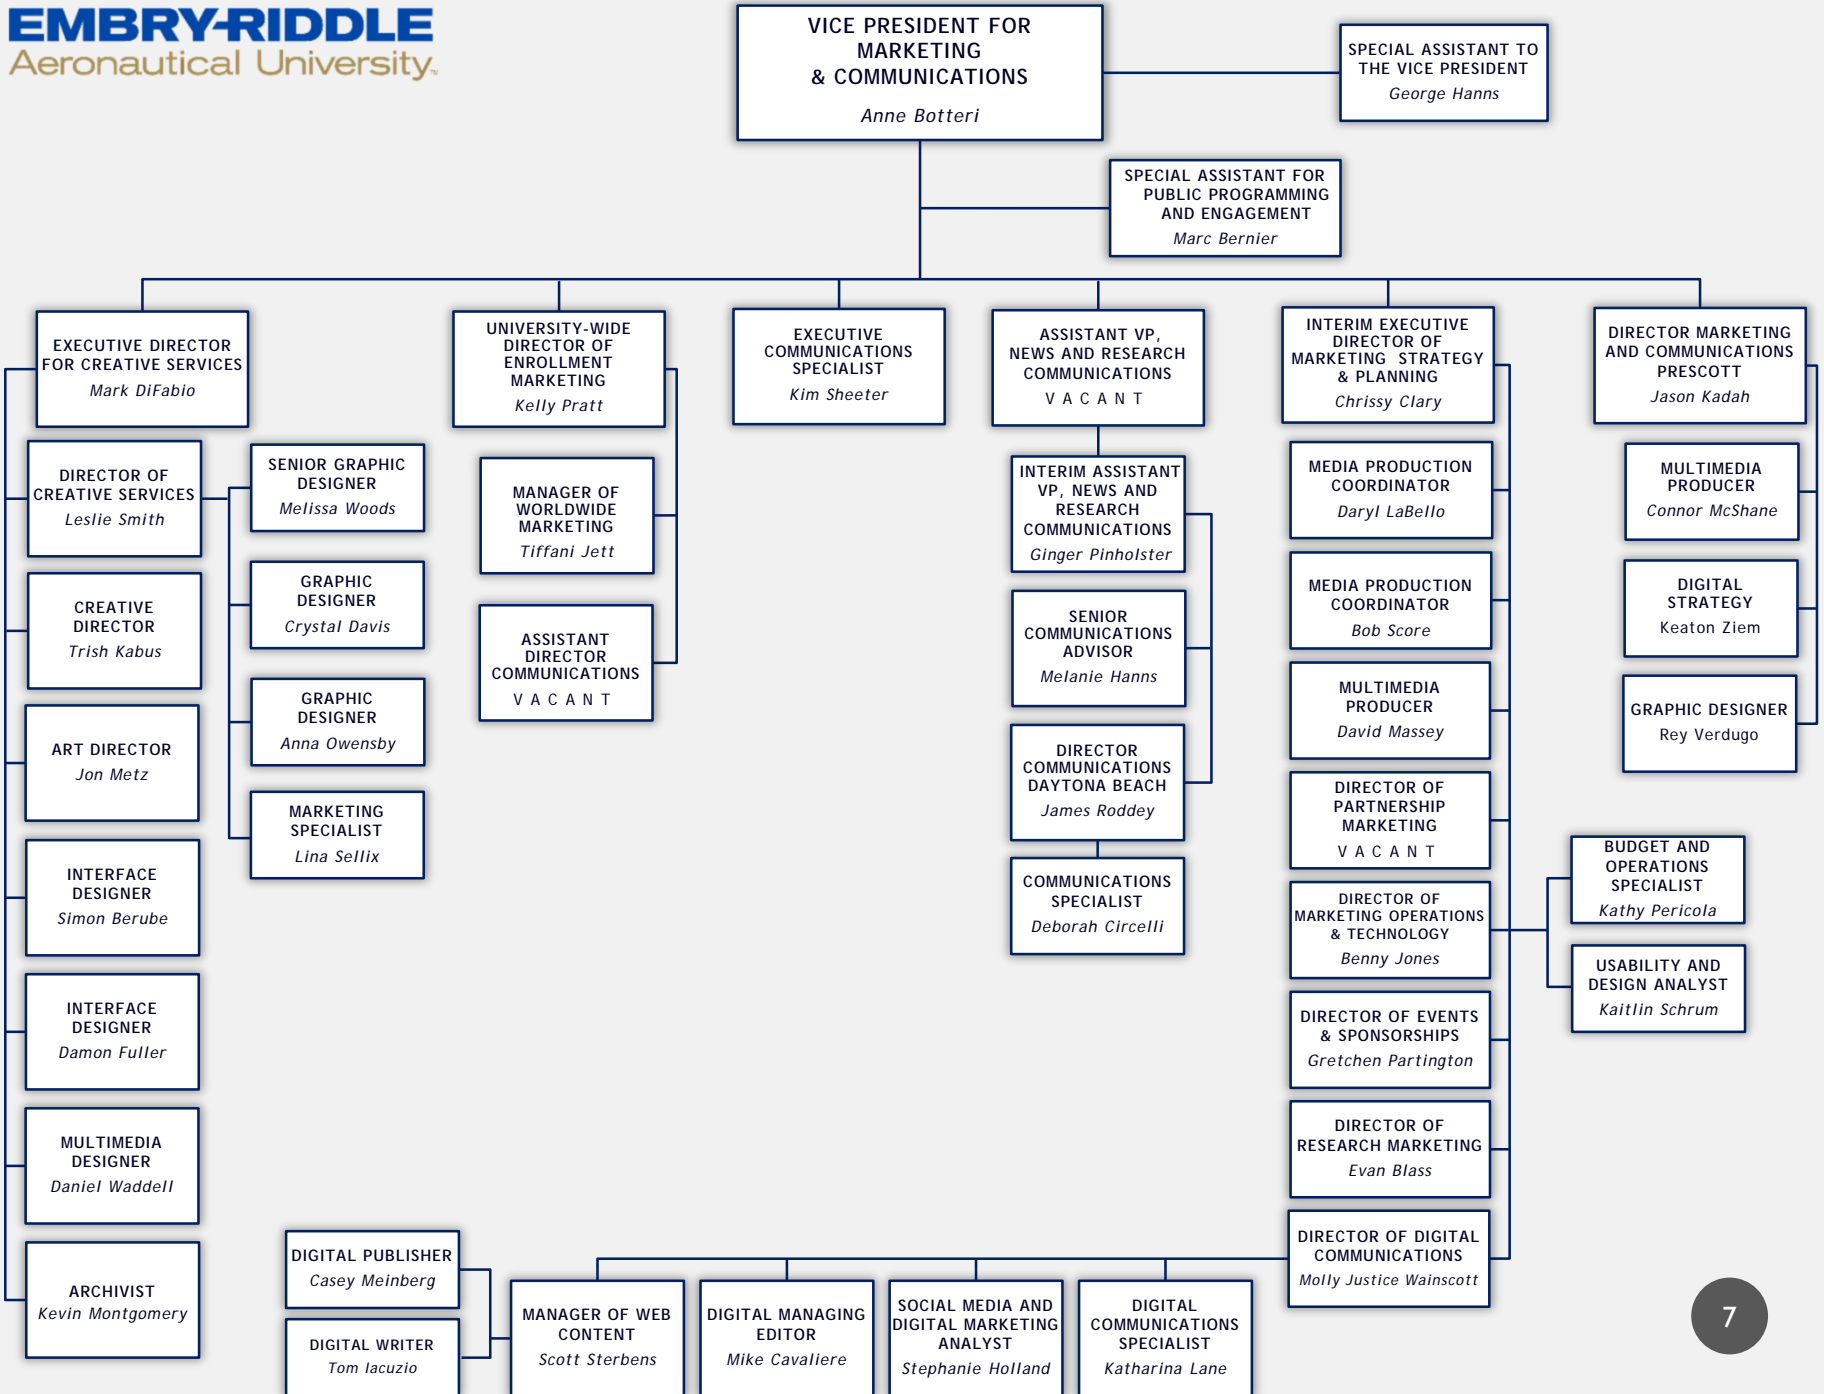 EMBRY-RIDDLE
Aeronautical University™
VICE PRESIDENT FOR
MARKETING
& COMMUNICATIONS
Anne Botteri
SPECIAL ASSISTANT TO
THE VICE PRESIDENT
George Hanns
SPECIAL ASSISTANT FOR
PUBLIC PROGRAMMING
AND ENGAGEMENT
Marc Bernier
EXECUTIVE DIRECTOR
FOR CREATIVE SERVICES
Mark DiFabio
DIRECTOR OF
CREATIVE SERVICES
Leslie Smith
SENIOR GRAPHIC
DESIGNER
Melissa Woods
GRAPHIC
DESIGNER
Crystal Davis
GRAPHIC
DESIGNER
Anna Owensby
MARKETING
SPECIALIST
Lina Sellix
CREATIVE
DIRECTOR
Trish Kabus
ART DIRECTOR
Jon Metz
INTERFACE
DESIGNER
Simon Berube
INTERFACE
DESIGNER
Damon Fuller
MULTIMEDIA
DESIGNER
Daniel Waddell
ARCHIVIST
Kevin Montgomery
UNIVERSITY-WIDE
DIRECTOR OF
ENROLLMENT
MARKETING
Kelly Pratt
MANAGER OF
WORLDWIDE
MARKETING
Tiffani Jett
ASSISTANT
DIRECTOR
COMMUNICATIONS
VACANT
EXECUTIVE
COMMUNICATIONS
SPECIALIST
Kim Sheeter
ASSISTANT VP,
NEWS AND RESEARCH
COMMUNICATIONS
VACANT
INTERIM ASSISTANT
VP, NEWS AND
RESEARCH
COMMUNICATIONS
Ginger Pinholster
SENIOR
COMMUNICATIONS
ADVISOR
Melanie Hanns
DIRECTOR
COMMUNICATIONS
DAYTONA BEACH
James Roddey
COMMUNICATIONS
SPECIALIST
Deborah Circelli
INTERIM EXECUTIVE
DIRECTOR OF
MARKETING STRATEGY
& PLANNING
Chrissy Clary
MEDIA PRODUCTION
COORDINATOR
Daryl LaBello
MEDIA PRODUCTION
COORDINATOR
Bob Score
MULTIMEDIA
PRODUCER
David Massey
DIRECTOR OF
PARTNERSHIP
MARKETING
VACANT
DIRECTOR OF
MARKETING OPERATIONS
& TECHNOLOGY
Benny Jones
BUDGET AND
OPERATIONS
SPECIALIST
Kathy Pericola
USABILITY AND
DESIGN ANALYST
Kaitlin Schrum
DIRECTOR OF EVENTS
& SPONSORSHIPS
Gretchen Partington
DIRECTOR OF
RESEARCH MARKETING
Evan Blass
DIRECTOR OF DIGITAL
COMMUNICATIONS
Molly Justice Wainscott
DIRECTOR MARKETING
AND COMMUNICATIONS
PRESCOTT
Jason Kadah
MULTIMEDIA
PRODUCER
Connor McShane
DIGITAL
STRATEGY
Keaton Ziem
GRAPHIC DESIGNER
Rey Verdugo
DIGITAL PUBLISHER
Casey Meinberg
DIGITAL WRITER
Tom Iacuzio
MANAGER OF WEB
CONTENT
Scott Sterbens
DIGITAL MANAGING
EDITOR
Mike Cavaliere
SOCIAL MEDIA AND
DIGITAL MARKETING
ANALYST
Stephanie Holland
DIGITAL
COMMUNICATIONS
SPECIALIST
Katharina Lane
7